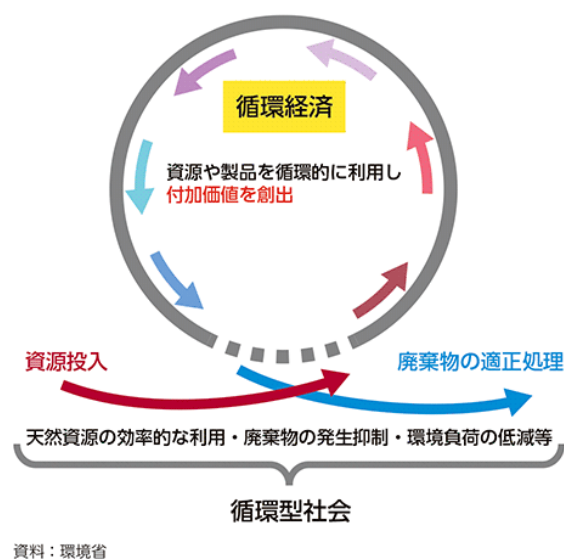 循環経済
資源や製品を循環的に利用し
付加価値を創出
資源投入
廃棄物の適正処理
天然資源の効率的な利用・廃棄物の発生抑制・環境負荷の低減等
循環型社会
資料：環境省